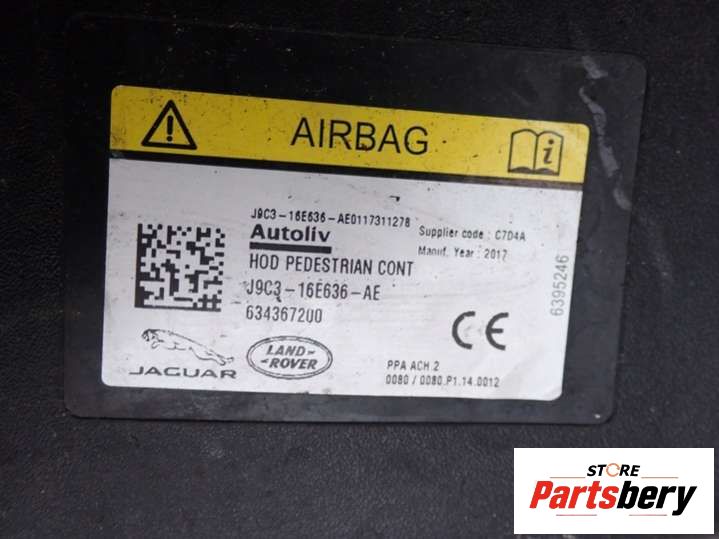 AIRBAG
J9C3-16E636-AE0117311278
Autoliv
Supplier code : C7D4A
Manuf. Year : 2017
HOD PEDESTRIAN CONT
J9C3-16E636-AE
634367200
6395246
CE
JAGUAR
LAND-
ROVER
PPA ACH.2
0080 / 0080.P1.14.0012
STORE
Partsbery